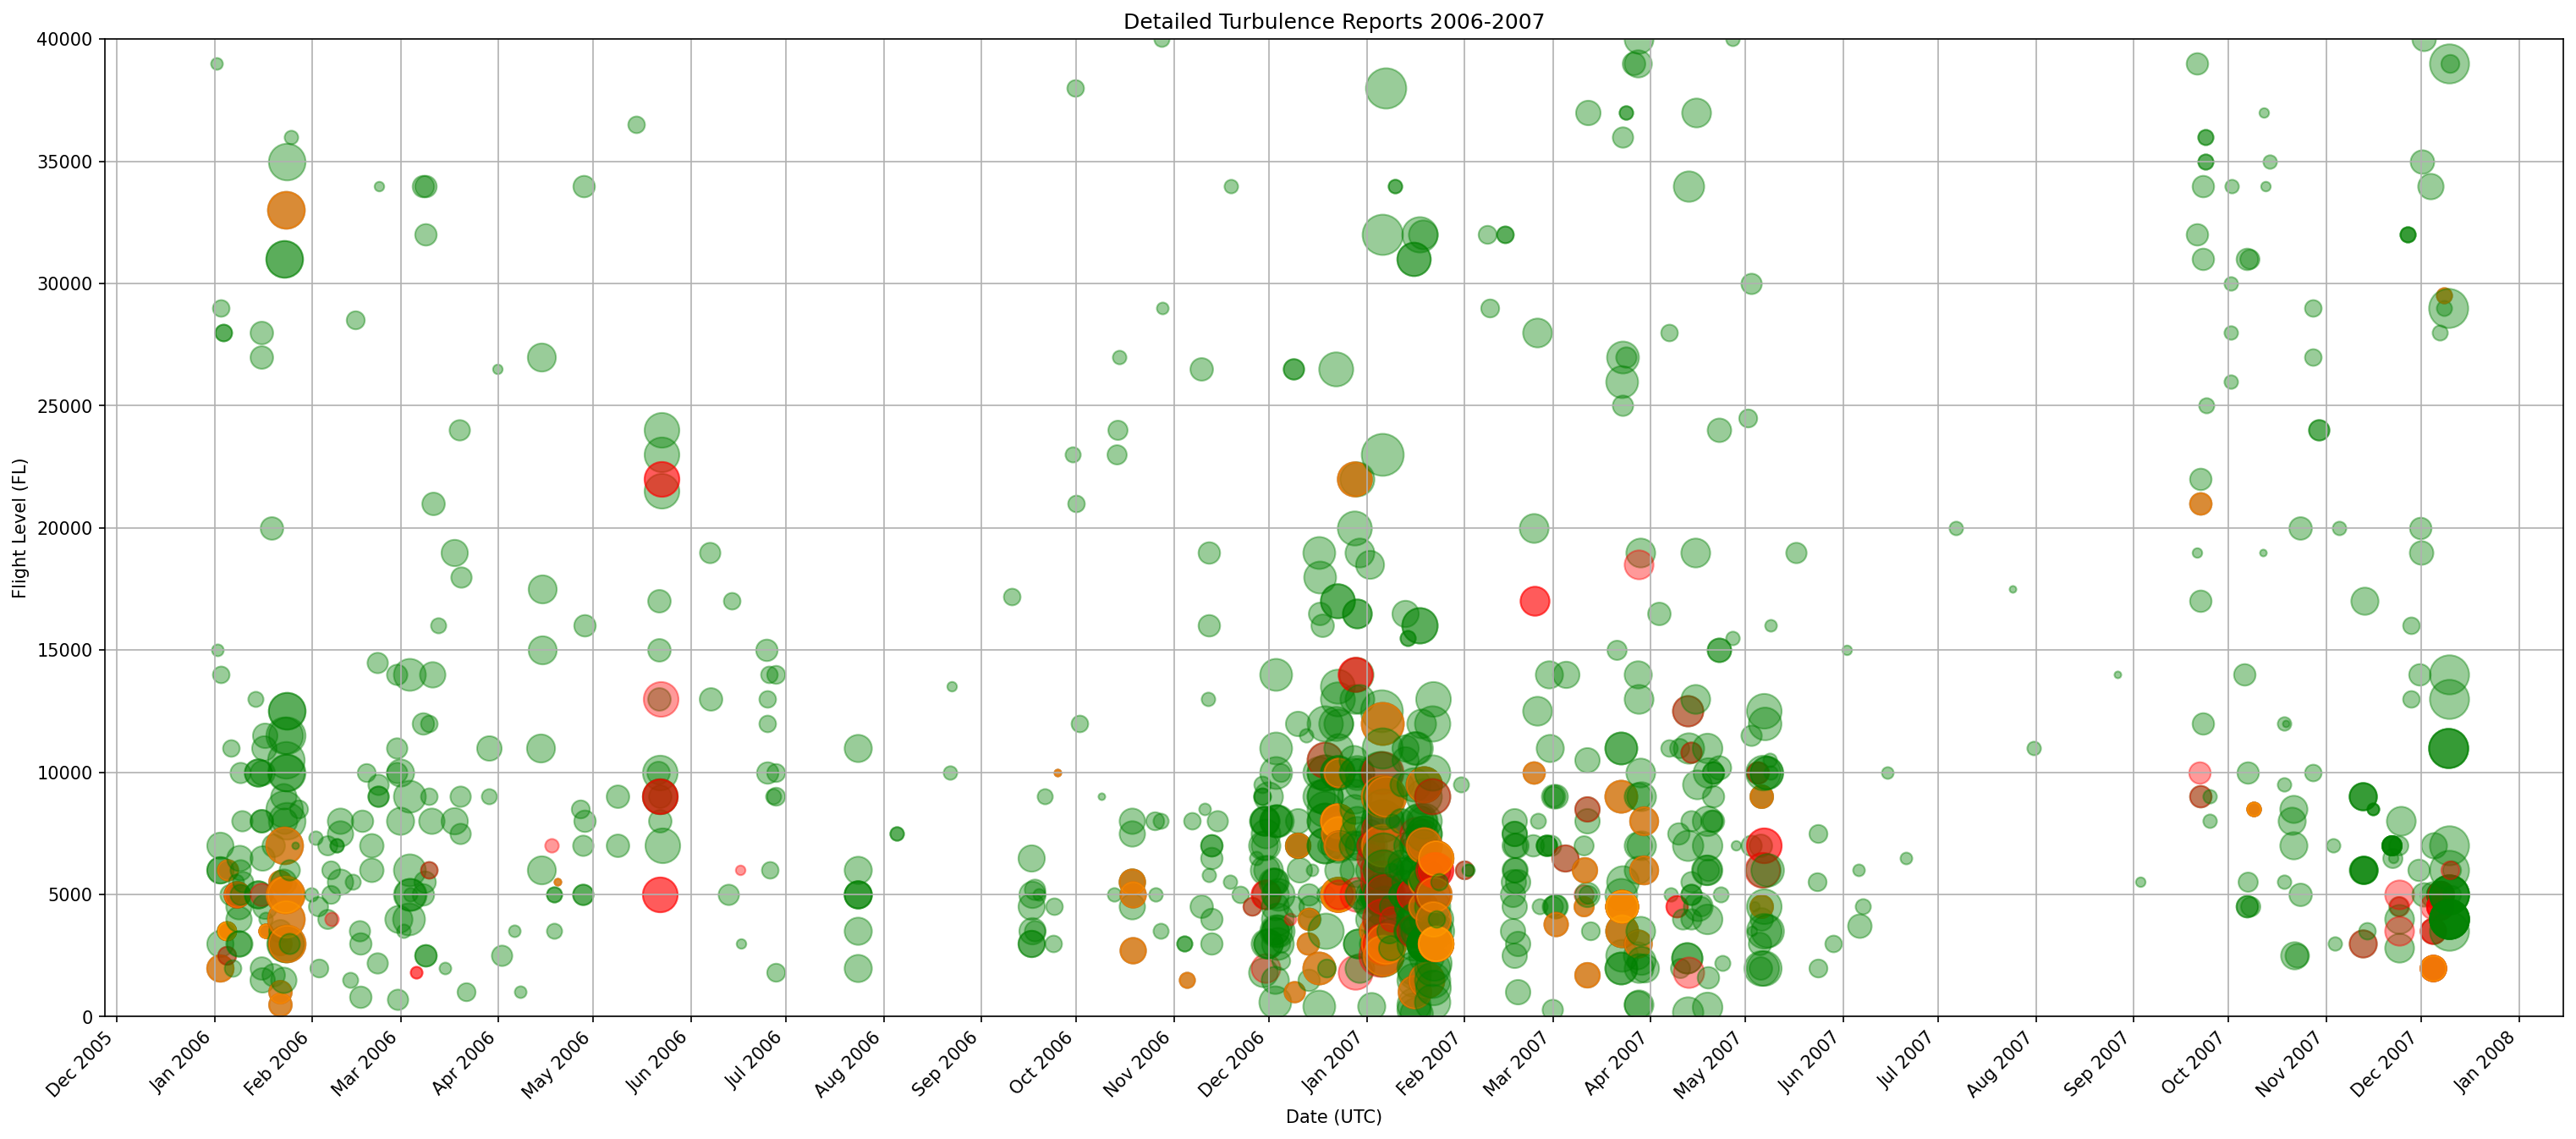 Detailed Turbulence Reports 2006-2007
Flight Level (FL)
40000
35000
30000
25000
20000
15000
10000
5000
0
Dec 2005
Jan 2006
Feb 2006
Mar 2006
Apr 2006
May 2006
Jun 2006
Jul 2006
Aug 2006
Sep 2006
Oct 2006
Nov 2006
Dec 2006
Jan 2007
Feb 2007
Mar 2007
Apr 2007
May 2007
Jun 2007
Jul 2007
Aug 2007
Sep 2007
Oct 2007
Nov 2007
Dec 2007
Jan 2008
Date (UTC)